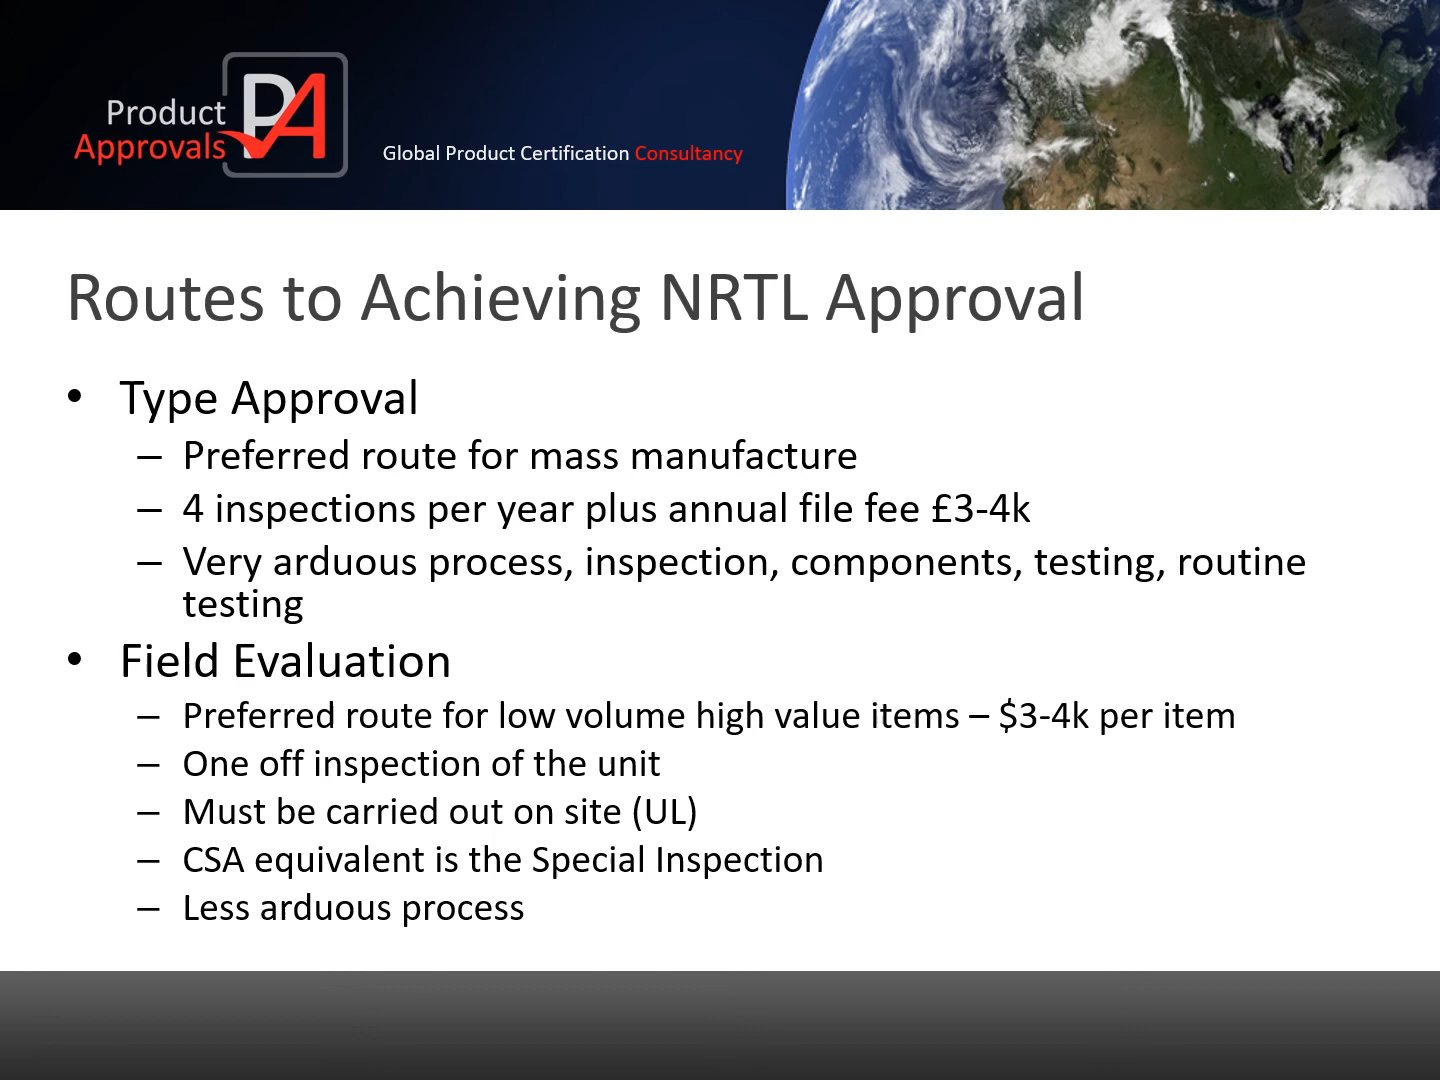 Product
Approvals
PA
Global Product Certification Consultancy
Routes to Achieving NRTL Approval
• Type Approval
– Preferred route for mass manufacture
– 4 inspections per year plus annual file fee £3-4k
– Very arduous process, inspection, components, testing, routine
testing
• Field Evaluation
– Preferred route for low volume high value items – $3-4k per item
– One off inspection of the unit
– Must be carried out on site (UL)
– CSA equivalent is the Special Inspection
– Less arduous process